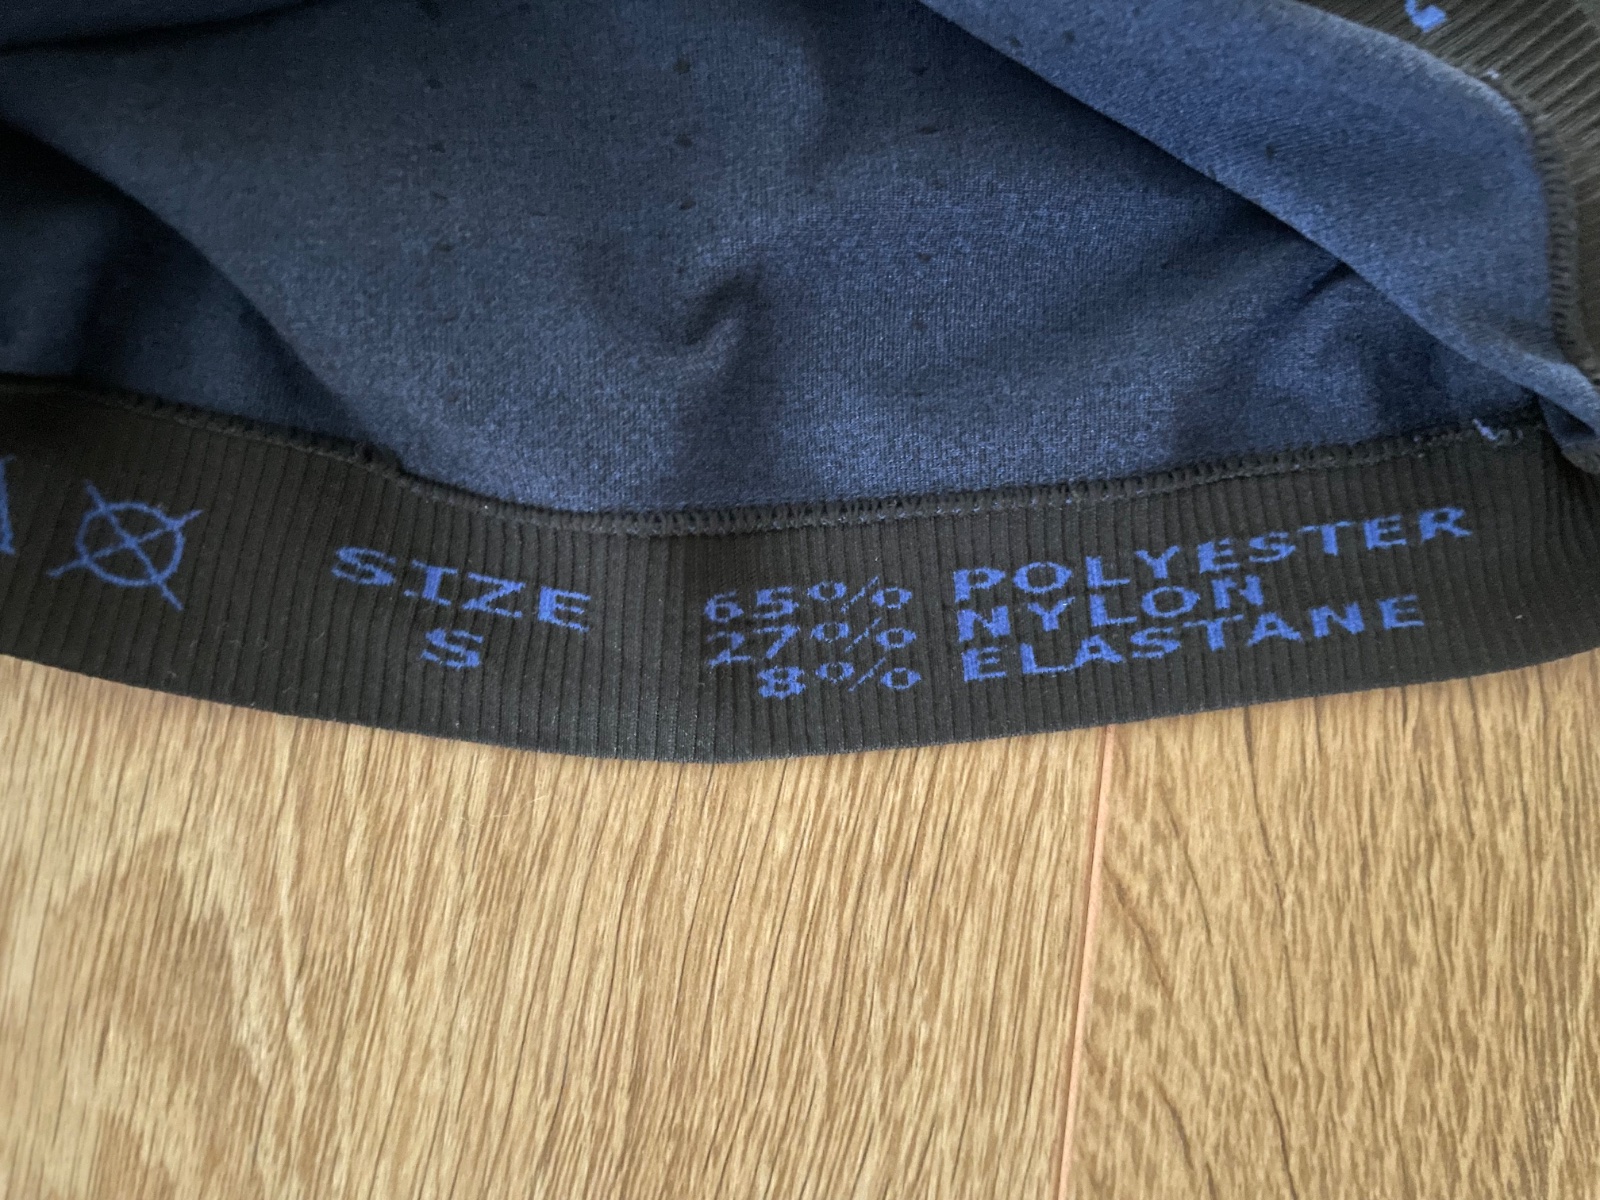 SIZE
S
65% POLYESTER
27% NYLON
8% ELASTANE